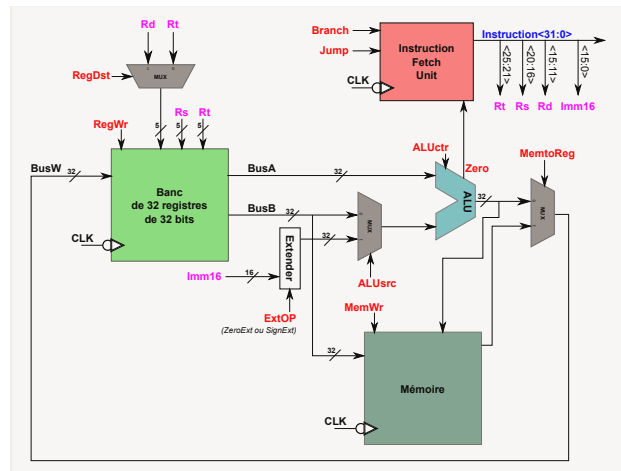 Branch
Jump
CLK
Instruction
Fetch
Unit
Instruction<31:0>
<25:21>
<20:16>
<15:11>
<15:0>
Rt
Rs
Rd
Imm16
Rd
Rt
RegDst
1
0
MUX
RegWr
5
Rs
5
Rt
5
BusW
32
Banc
de 32 registres
de 32 bits
CLK
BusA
32
BusB
32
Imm16
16
Extender
32
ExtOP
(ZeroExt ou SignExt)
MUX
ALUsrc
ALUctr
Zero
ALU
32
MemtoReg
MUX
MemWr
32
Mémoire
CLK